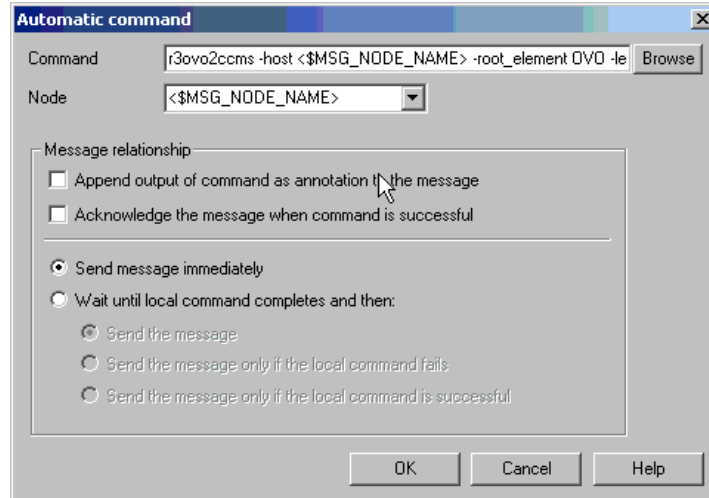 Automatic command
Command r3ovo2ccms -host <$MSG_NODE_NAME> -root_element OVO -le Browse
Node <$MSG_NODE_NAME>
Message relationship
Append output of command as annotation to the message
Acknowledge the message when command is successful
Send message immediately
Wait until local command completes and then:
Send the message
Send the message only if the local command fails
Send the message only if the local command is successful
OK Cancel Help